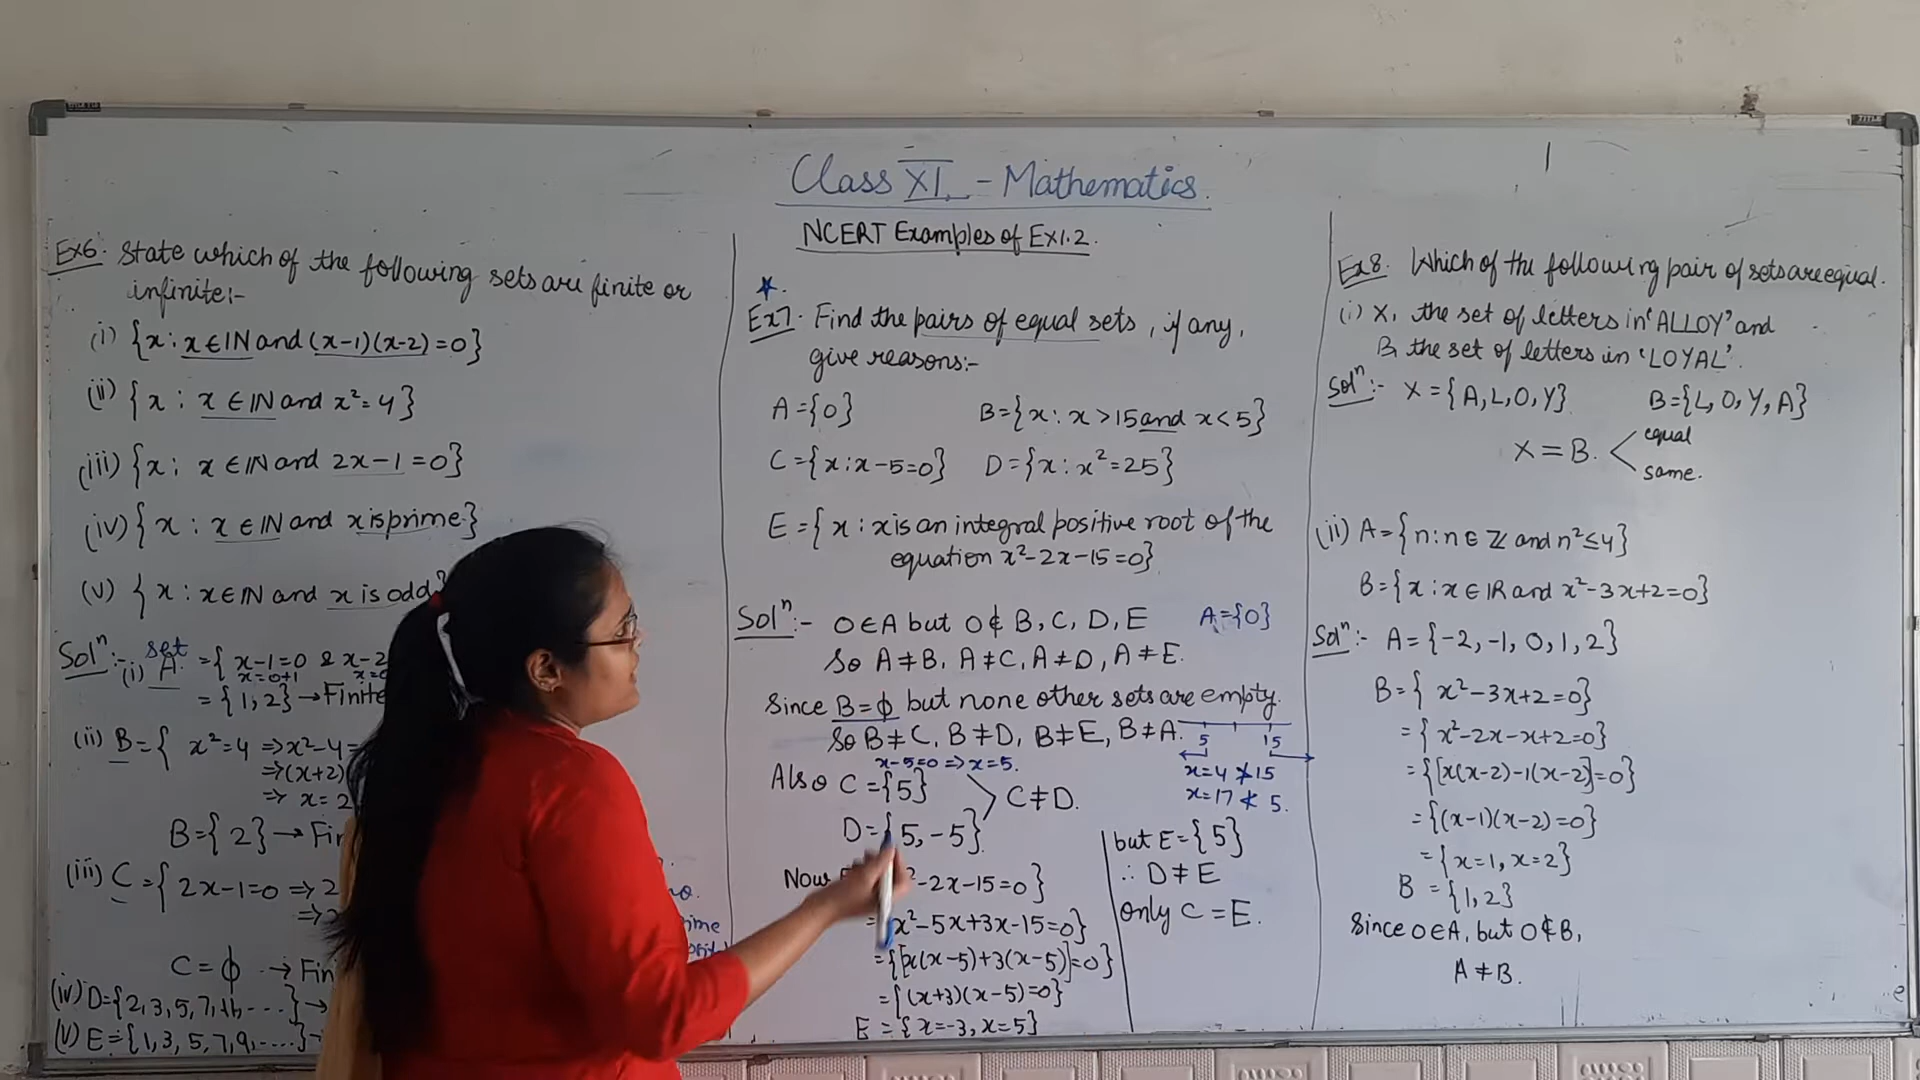 Class XI - Mathematics.
NCERT Examples of Ex1.2.
Ex6. State which of the following sets are finite or
infinite:-
(i) {x : x ∈ IN and (x-1)(x-2) = 0}
(ii) {x : x ∈ IN and x² = 4}
(iii) {x : x ∈ IN and 2x-1 = 0}
(iv) {x : x ∈ IN and x is prime}
(v) {x : x ∈ IN and x is odd}
Solⁿ:- set
(i) A = { x-1=0 & x-2
x=0+1
= {1, 2} → Finite
(ii) B = { x² = 4 ⇒ x² - 4 =
⇒ (x+2)
⇒ x = 2
B = {2} →
(iii) C = { 2x-1=0 ⇒ 2
C = ϕ →
(iv) D = {2, 3, 5, 7, 11, ....} →
(v) E = {1, 3, 5, 7, 9, .....} →
Ex7. Find the pairs of equal sets, if any,
give reasons:-
A = {0} B = {x : x > 15 and x < 5}
C = {x : x - 5 = 0} D = {x : x² = 25}
E = {x : x is an integral positive root of the
equation x² - 2x - 15 = 0}
Solⁿ:- 0 ∈ A but 0 ∉ B, C, D, E A = {0}
So A ≠ B, A ≠ C, A ≠ D, A ≠ E.
Since B = ϕ but none other sets are empty.
So B ≠ C, B ≠ D, B ≠ E, B ≠ A. 5 15
x-5=0 ⇒ x=5. x=4 ≯ 15
Also C = {5} C ≠ D. x=17 ≮ 5.
D = {5, -5}
Now -2x-15=0}
x² - 5x + 3x - 15 = 0}
= {[x(x-5)+3(x-5)] = 0}
= {(x+3)(x-5) = 0}
E = {x = -3, x = 5}
but E = {5}
∴ D ≠ E
only C = E.
Ex8. Which of the following pair of sets are equal.
(i) X, the set of letters in 'ALLOY' and
B, the set of letters in 'LOYAL'.
Solⁿ:- X = {A, L, O, Y} B = {L, O, Y, A}
X = B. equal
same.
(ii) A = {n : n ∈ ℤ and n² ≤ 4}
B = {x : x ∈ IR and x² - 3x + 2 = 0}
Solⁿ:- A = {-2, -1, 0, 1, 2}
B = { x² - 3x + 2 = 0}
= { x² - 2x - x + 2 = 0}
= {[x(x-2) - 1(x-2)] = 0}
= {(x-1)(x-2) = 0}
= {x = 1, x = 2}
B = {1, 2}
Since 0 ∈ A, but 0 ∉ B,
A ≠ B.